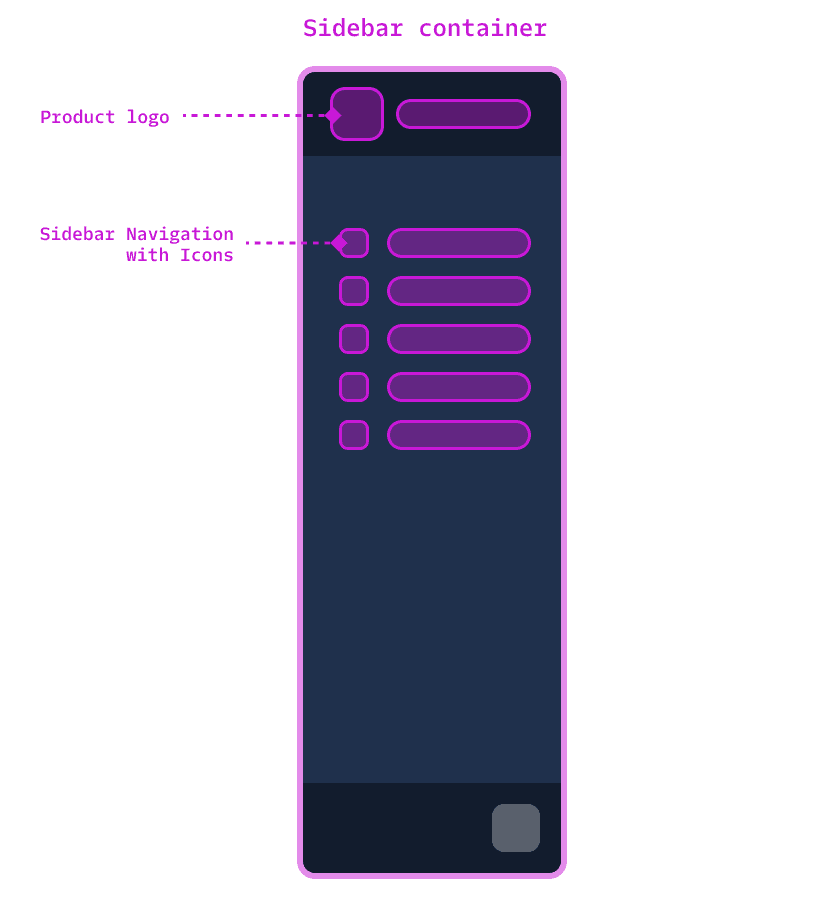 Sidebar container
Product logo
Sidebar Navigation
with Icons